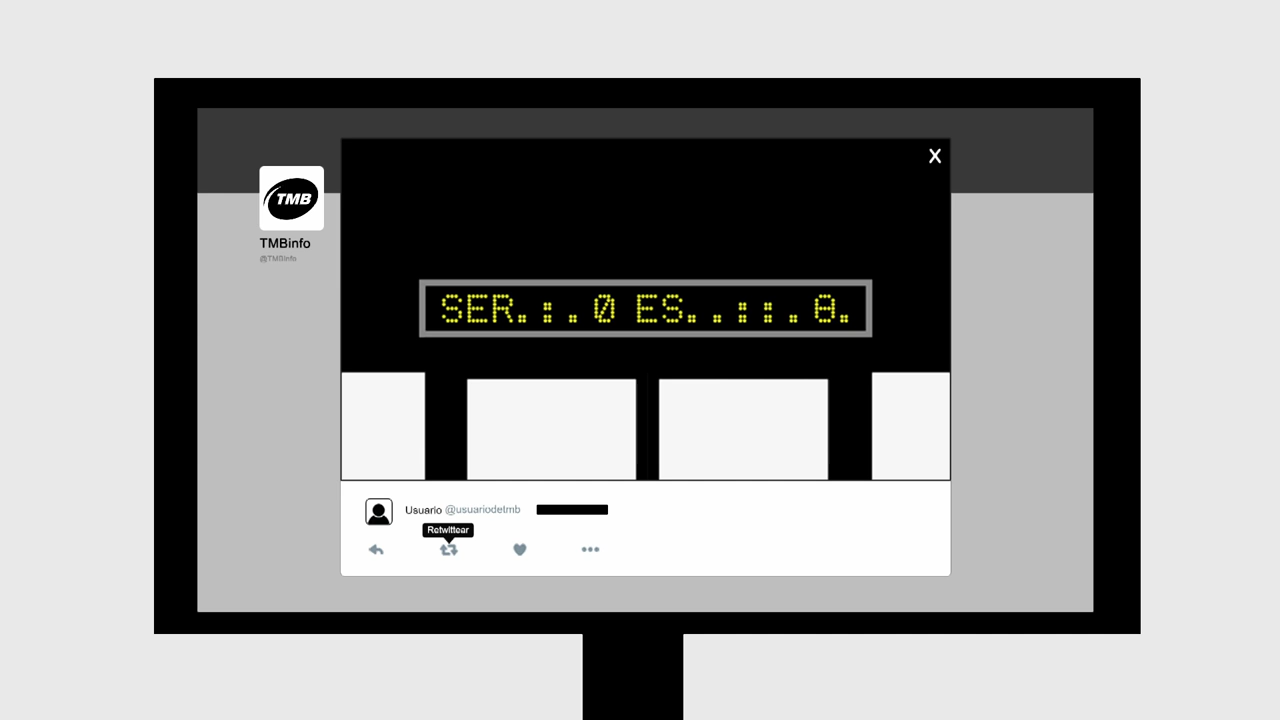 X
TMB
TMBinfo
@TMBInfo
SER.:.0 ES..::.8.
Usuario @usuariodetmb
Retwittear